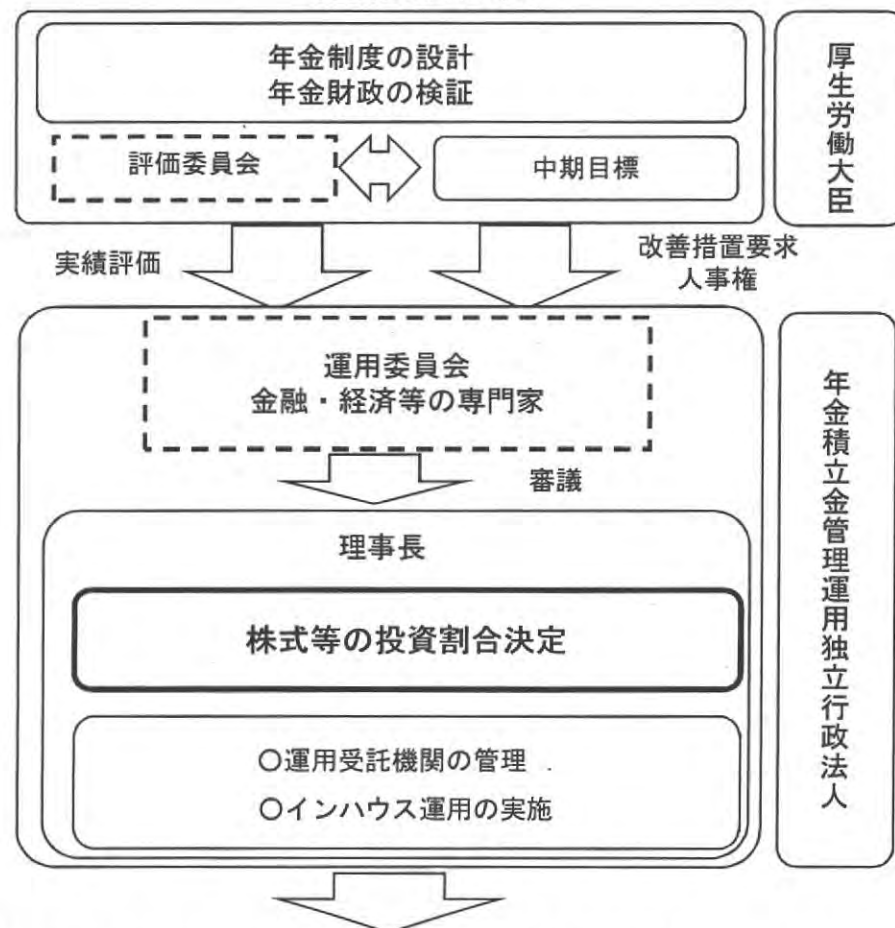 年金制度の設計
年金財政の検証
厚生労働大臣
評価委員会
中期目標
実績評価
改善措置要求
人事権
運用委員会
金融・経済等の専門家
審議
理事長
株式等の投資割合決定
○運用受託機関の管理
○インハウス運用の実施
年金積立金管理運用独立行政法人